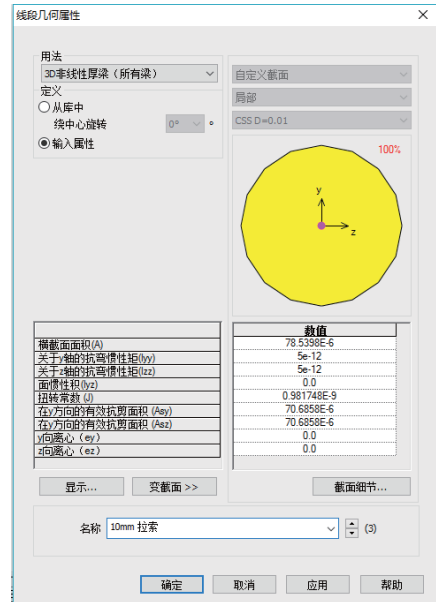 线段几何属性
用法
3D非线性厚梁（所有梁）
定义
从库中
绕中心旋转 0° °
输入属性
自定义截面
局部
CSS D=0.01
100%
y
z
数值
横截面面积(A) 78.5398E-6
关于y轴的抗弯惯性矩(Iyy) 5e-12
关于z轴的抗弯惯性矩(Izz) 5e-12
面惯性积(Iyz) 0.0
扭转常数 (J) 0.981748E-9
在y方向的有效抗剪面积 (Asy) 70.6858E-6
在y方向的有效抗剪面积 (Asz) 70.6858E-6
y向离心（ey） 0.0
z向离心（ez） 0.0
显示... 变截面 >> 截面细节...
名称 10mm 拉索 (3)
确定 取消 应用 帮助